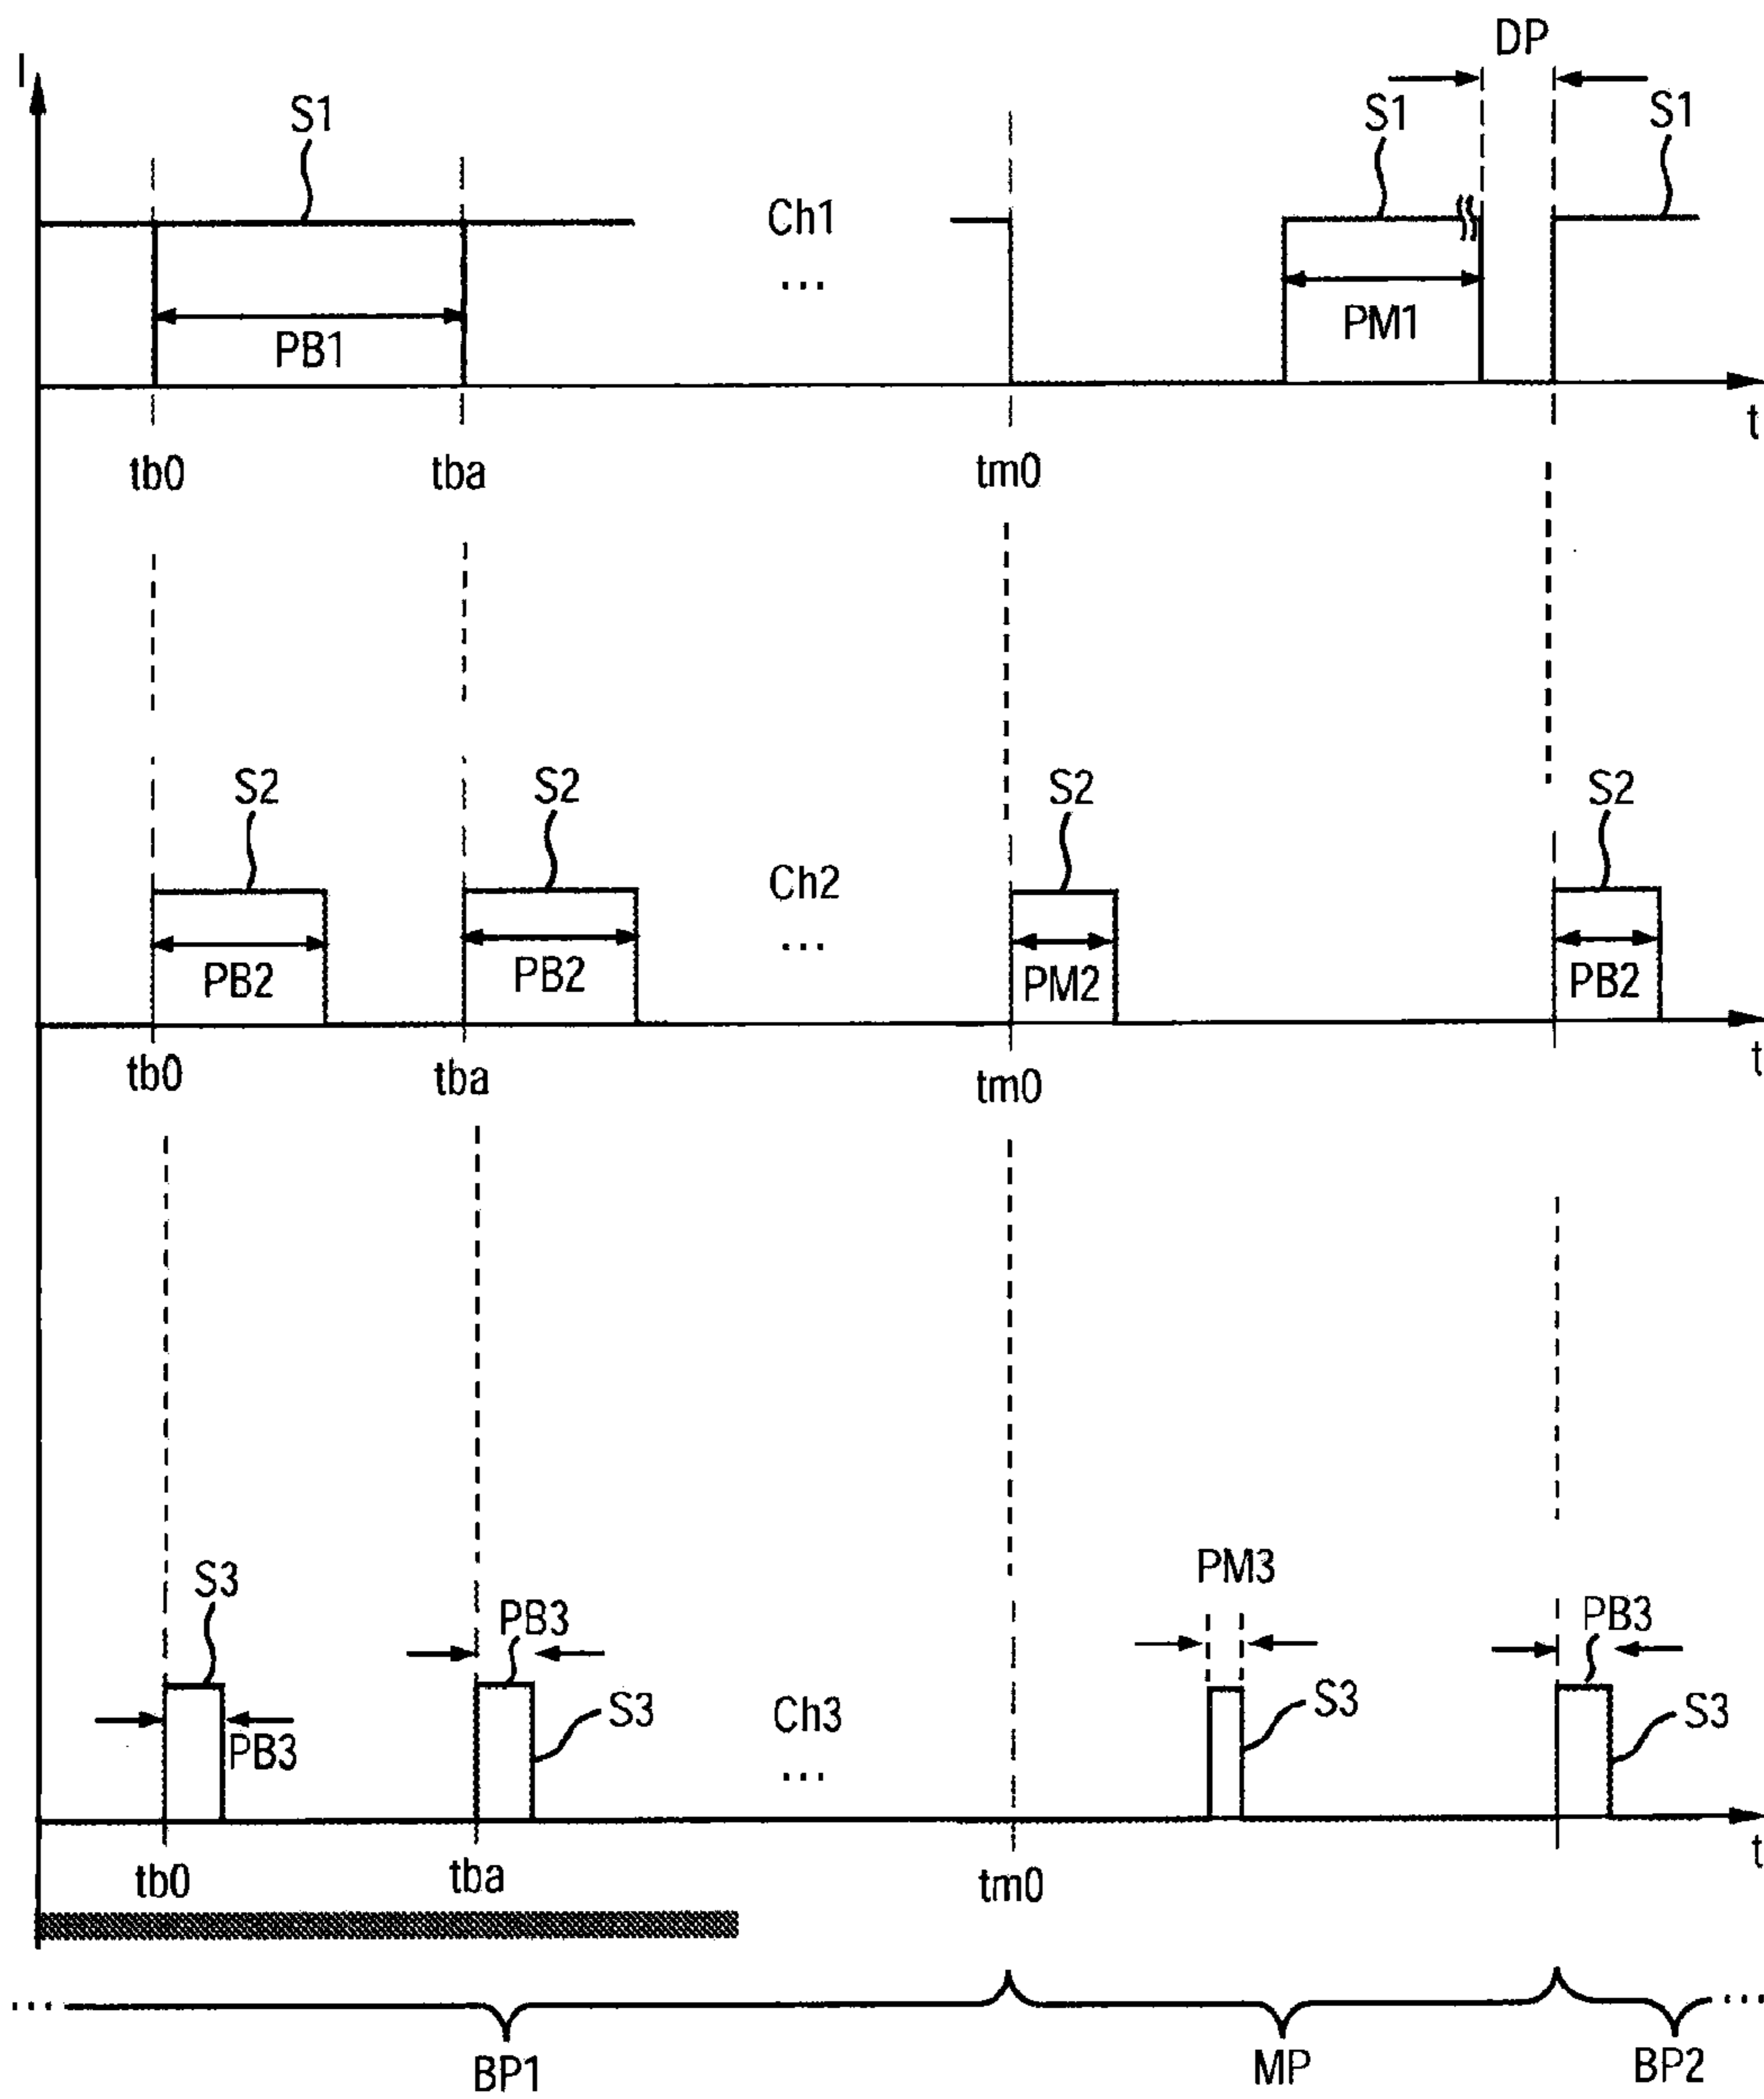 DP
I
S1
S1
S1
Ch1
...
PB1
PM1
t
tb0
tba
tm0
S2
S2
S2
S2
Ch2
...
PB2
PB2
PM2
PB2
t
tb0
tba
tm0
PM3
S3
PB3
PB3
S3
Ch3
S3
S3
PB3
...
t
tb0
tba
tm0
...
...
BP1
MP
BP2